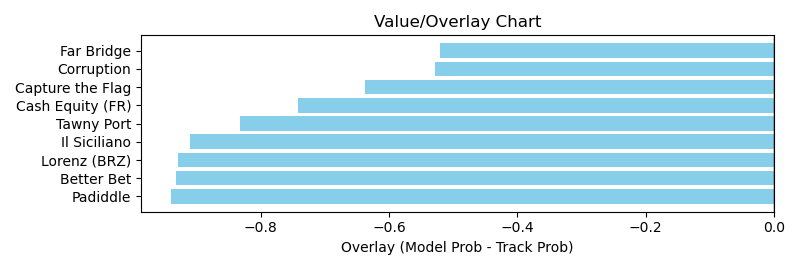 Value/Overlay Chart
Far Bridge
Corruption
Capture the Flag
Cash Equity (FR)
Tawny Port
Il Siciliano
Lorenz (BRZ)
Better Bet
Padiddle
−0.8 −0.6 −0.4 −0.2 0.0
Overlay (Model Prob - Track Prob)